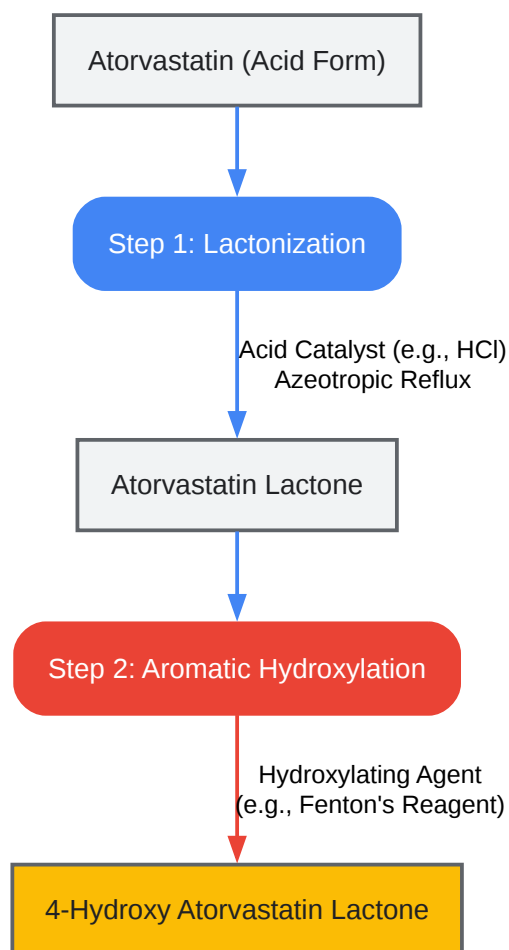 Atorvastatin (Acid Form)
Step 1: Lactonization
Acid Catalyst (e.g., HCl)
Azeotropic Reflux
Atorvastatin Lactone
Step 2: Aromatic Hydroxylation
Hydroxylating Agent
(e.g., Fenton's Reagent)
4-Hydroxy Atorvastatin Lactone